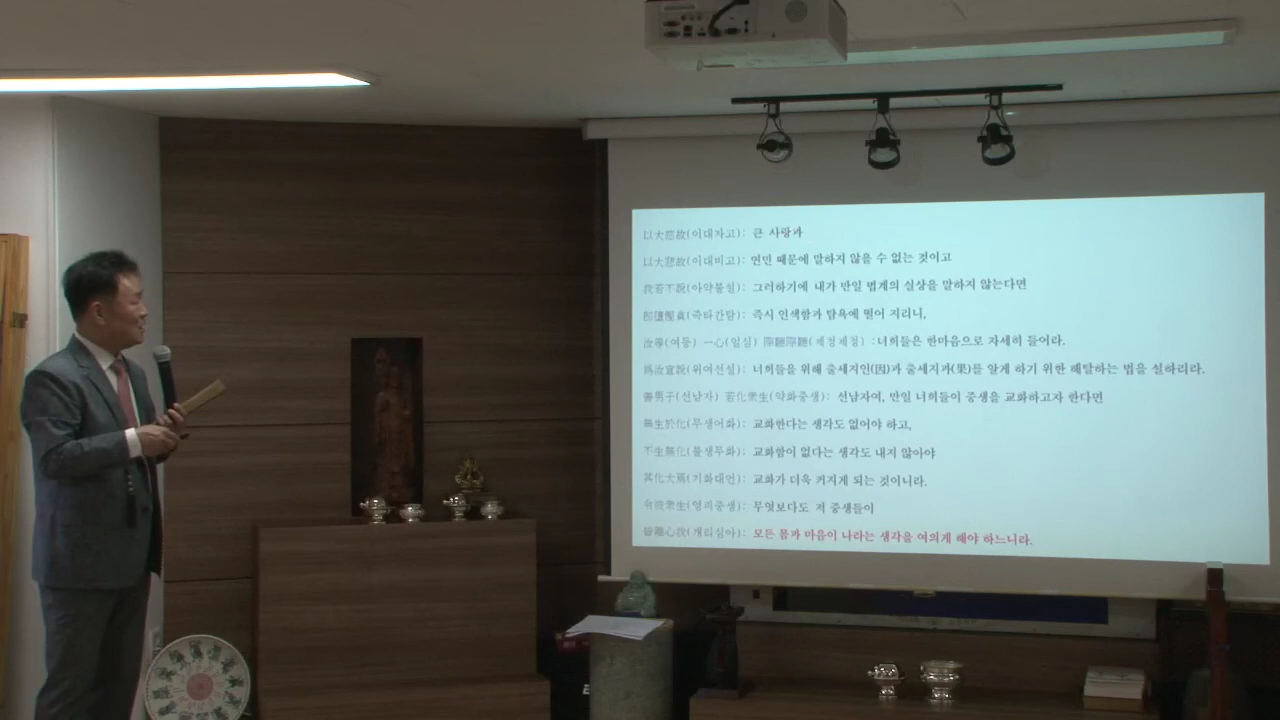 以大悲故(이대자고): 큰 사랑과
以大悲故(이대비고): 연민 때문에 말하지 않을 수 없는 것이고
我若不說(아약불설): 그러하기에 내가 만일 법계의 실상을 말하지 않는다면
卽墮慳貪(즉타간탐): 즉시 인색함과 탐욕에 떨어 지리니,
汝等(여등) 一心(일심) 諦聽諦聽(제청제청) :너희들은 한마음으로 자세히 들어라.
爲汝宣說(위여선설): 너희들을 위해 출세지인(因)과 출세지과(果)를 알게 하기 위한 해탈하는 법을 설하리라.
善男子(선남자) 若化衆生(약화중생): 선남자여, 만일 너희들이 중생을 교화하고자 한다면
無生於化(무생어화): 교화한다는 생각도 없어야 하고,
不生無化(불생무화): 교화함이 없다는 생각도 내지 않아야
其化大焉(기화대언): 교화가 더욱 커지게 되는 것이니라.
令彼衆生(영피중생): 무엇보다도 저 중생들이
皆離心我(개리심아): 모든 몸과 마음이 나라는 생각을 여의게 해야 하느니라.